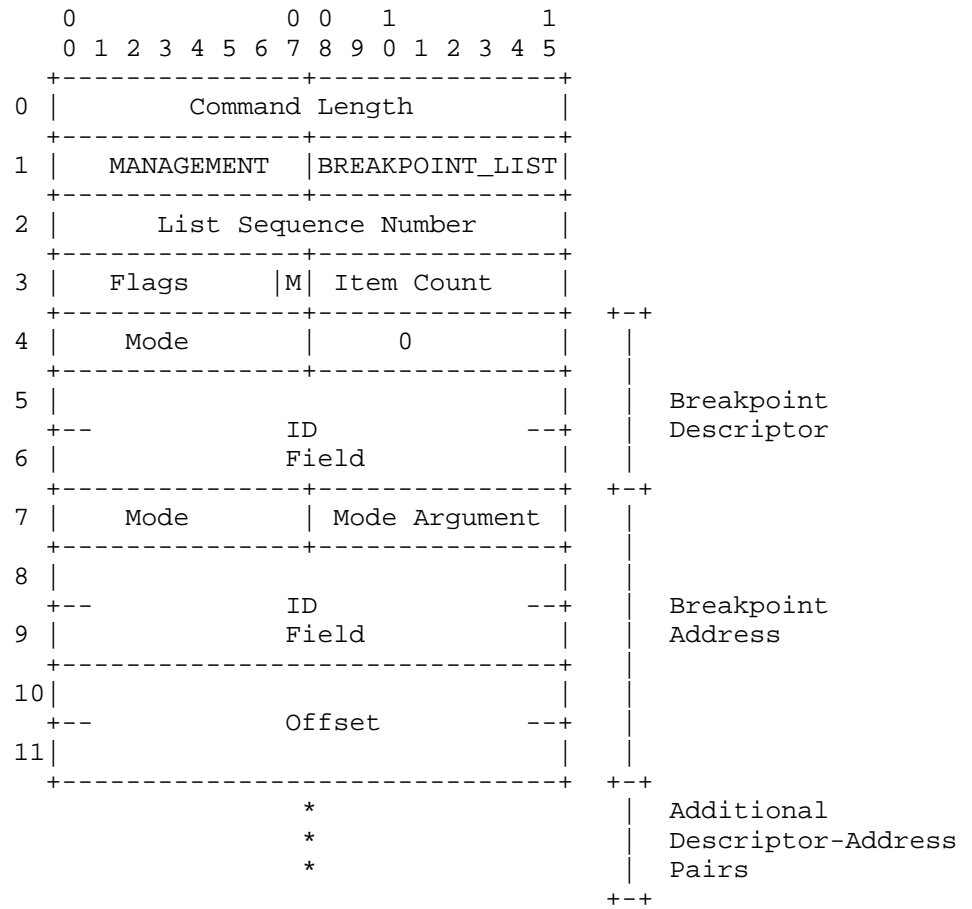 0             0 0   1         1
     0 1 2 3 4 5 6 7 8 9 0 1 2 3 4 5
    +---------------+---------------+
 0  |        Command Length         |
    +---------------+---------------+
 1  |   MANAGEMENT  |BREAKPOINT_LIST|
    +---------------+---------------+
 2  |      List Sequence Number     |
    +---------------+---------------+
 3  |   Flags     |M| Item Count    |
    +---------------+---------------+  +-+
 4  |    Mode       |     0         |   |
    +---------------+---------------+   |
 5  |                               |   |  Breakpoint
    +--            ID             --+   |  Descriptor
 6  |              Field            |   |
    +---------------+---------------+  +-+
 7  |    Mode       | Mode Argument |   |
    +---------------+---------------+   |
 8  |                               |   |
    +--            ID             --+   |  Breakpoint
 9  |              Field            |   |  Address
    +-------------------------------+   |
 10|                               |   |
    +--            Offset         --+   |
 11|                               |   |
    +-------------------------------+  +-+
                    *                   |  Additional
                    *                   |  Descriptor-Address
                    *                   |  Pairs
                                       +-+